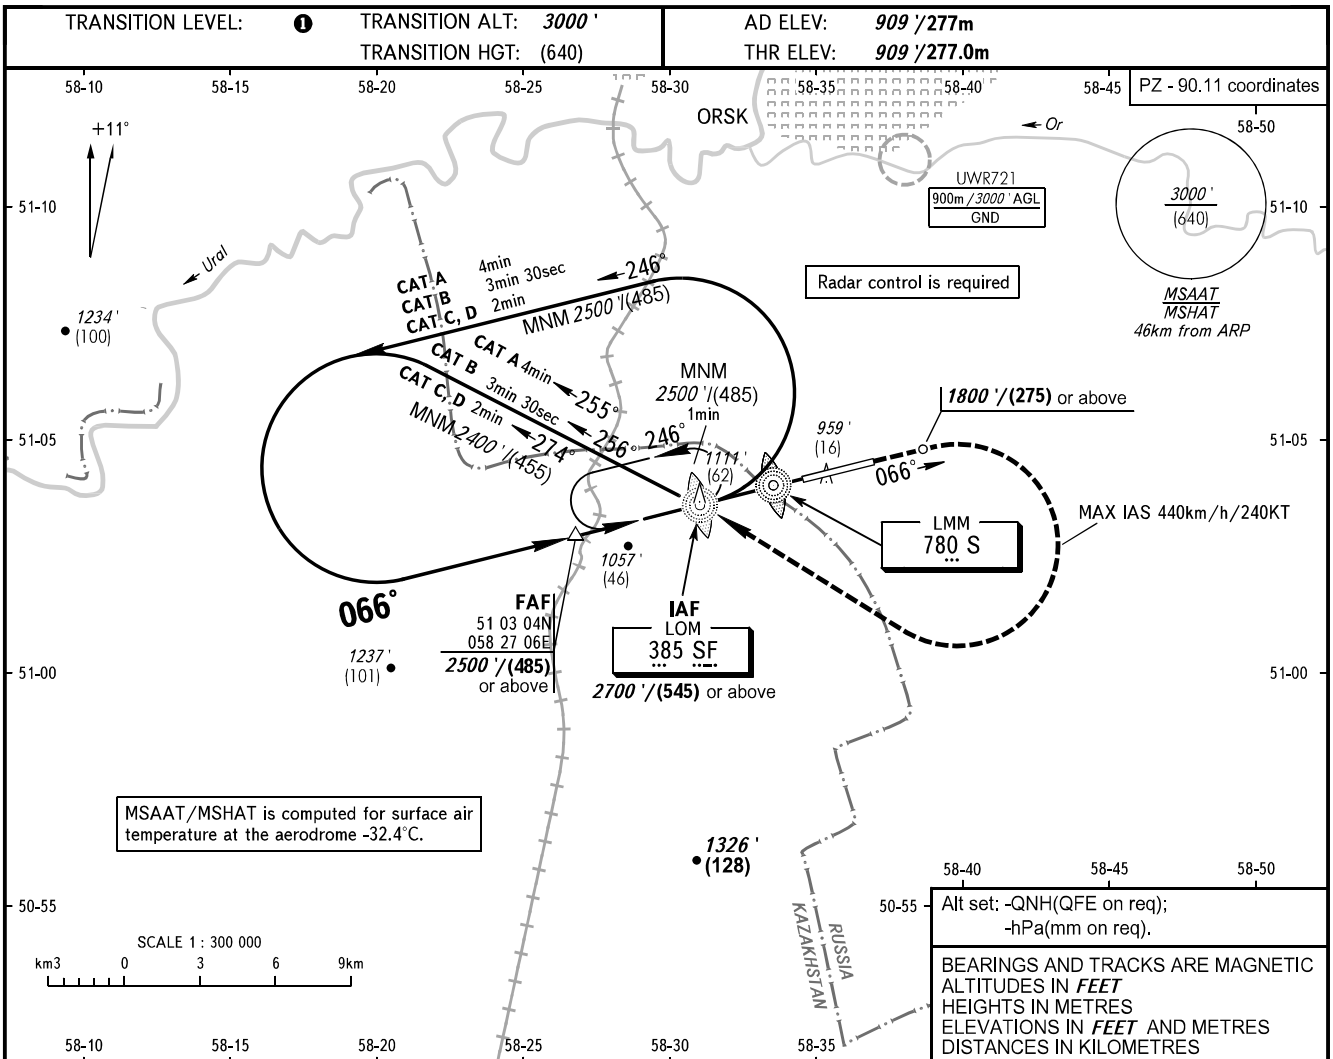 TRANSITION LEVEL: ❶ TRANSITION ALT: 3000 '
TRANSITION HGT: (640)
AD ELEV: 909 '/277m
THR ELEV: 909 '/277.0m
58-10 58-15 58-20 58-25 58-30 58-35 58-40 58-45
PZ - 90.11 coordinates
58-50
+11°
ORSK
Or
UWR721
900m/3000 ' AGL
GND
3000 '
(640)
MSAAT
MSHAT
46km from ARP
51-10
51-10
Ural
Radar control is required
CAT A 4min
CAT B 3min 30sec
CAT C, D 2min
246°
MNM 2500 '/(485)
1234 '
(100)
CAT A 4min 255°
CAT B 3min 30sec 256°
CAT C, D 2min 274°
MNM 2400 '/(455)
MNM
2500 '/(485)
1min
246°
1114 '
(62)
959 '
(16)
1800 '/(275) or above
066°
51-05
51-05
MAX IAS 440km/h/240KT
LMM
780 S
1057 '
(46)
066°
FAF
51 03 04N
058 27 06E
2500 '/(485)
or above
IAF
LOM
385 SF
2700 '/(545) or above
1237 '
(101)
51-00
51-00
MSAAT/MSHAT is computed for surface air
temperature at the aerodrome -32.4°C.
1326 '
(128)
RUSSIA
KAZAKHSTAN
58-40 58-45 58-50
50-55
50-55
Alt set: -QNH(QFE on req);
-hPa(mm on req).
SCALE 1 : 300 000
km3 0 3 6 9km
BEARINGS AND TRACKS ARE MAGNETIC
ALTITUDES IN FEET
HEIGHTS IN METRES
ELEVATIONS IN FEET AND METRES
DISTANCES IN KILOMETRES
58-10 58-15 58-20 58-25 58-30 58-35